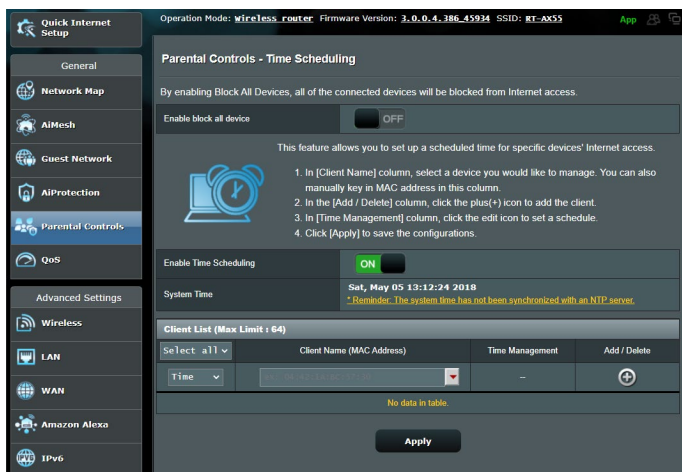 Quick Internet
Setup
Operation Mode: Wireless router Firmware Version: 3.0.0.4.386_45934 SSID: RT-AX55 App
General
Network Map
AiMesh
Guest Network
AiProtection
Parental Controls
QoS
Advanced Settings
Wireless
LAN
WAN
Amazon Alexa
IPv6
Parental Controls - Time Scheduling
By enabling Block All Devices, all of the connected devices will be blocked from Internet access.
Enable block all device OFF
This feature allows you to set up a scheduled time for specific devices' Internet access.
1. In [Client Name] column, select a device you would like to manage. You can also
manually key in MAC address in this column.
2. In the [Add / Delete] column, click the plus(+) icon to add the client.
3. In [Time Management] column, click the edit icon to set a schedule.
4. Click [Apply] to save the configurations.
Enable Time Scheduling ON
System Time Sat, May 05 13:12:24 2018
* Reminder: The system time has not been synchronized with an NTP server.
Client List (Max Limit : 64)
Select all Client Name (MAC Address) Time Management Add / Delete
Time –
No data in table.
Apply